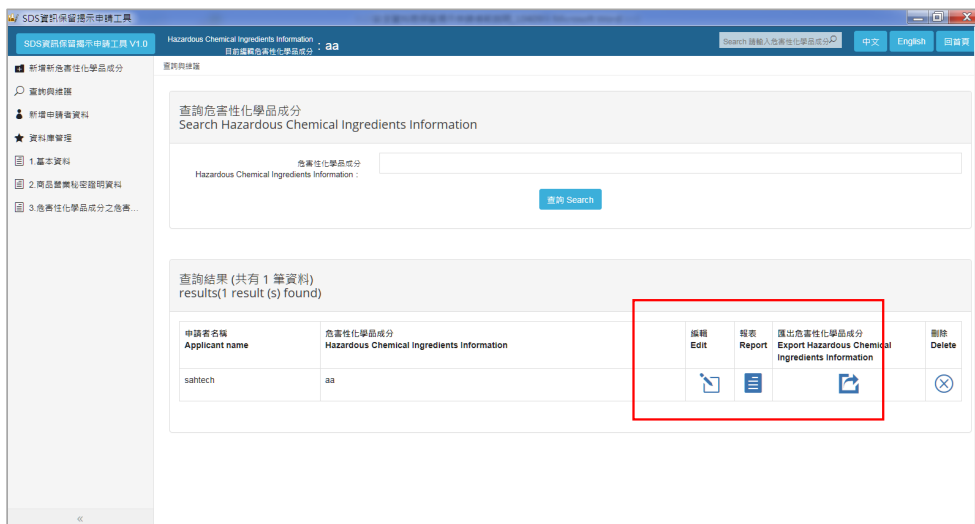 SDS資訊保留揭示申請工具
SDS資訊保留揭示申請工具 V1.0
Hazardous Chemical Ingredients Information
目前編輯危害性化學品成分
: aa
Search 請輸入危害性化學品成分
中文
English
回首頁
新增新危害性化學品成分
查詢與維護
新增申請者資料
資料庫管理
1.基本資料
2.商品營業秘密證明資料
3.危害性化學品成分之危害...
查詢與維護
查詢危害性化學品成分
Search Hazardous Chemical Ingredients Information
危害性化學品成分
Hazardous Chemical Ingredients Information :
查詢 Search
查詢結果 (共有 1 筆資料)
results(1 result (s) found)
申請者名稱
Applicant name
危害性化學品成分
Hazardous Chemical Ingredients Information
編輯
Edit
報表
Report
匯出危害性化學品成分
Export Hazardous Chemical
Ingredients Information
刪除
Delete
sahtech
aa
«